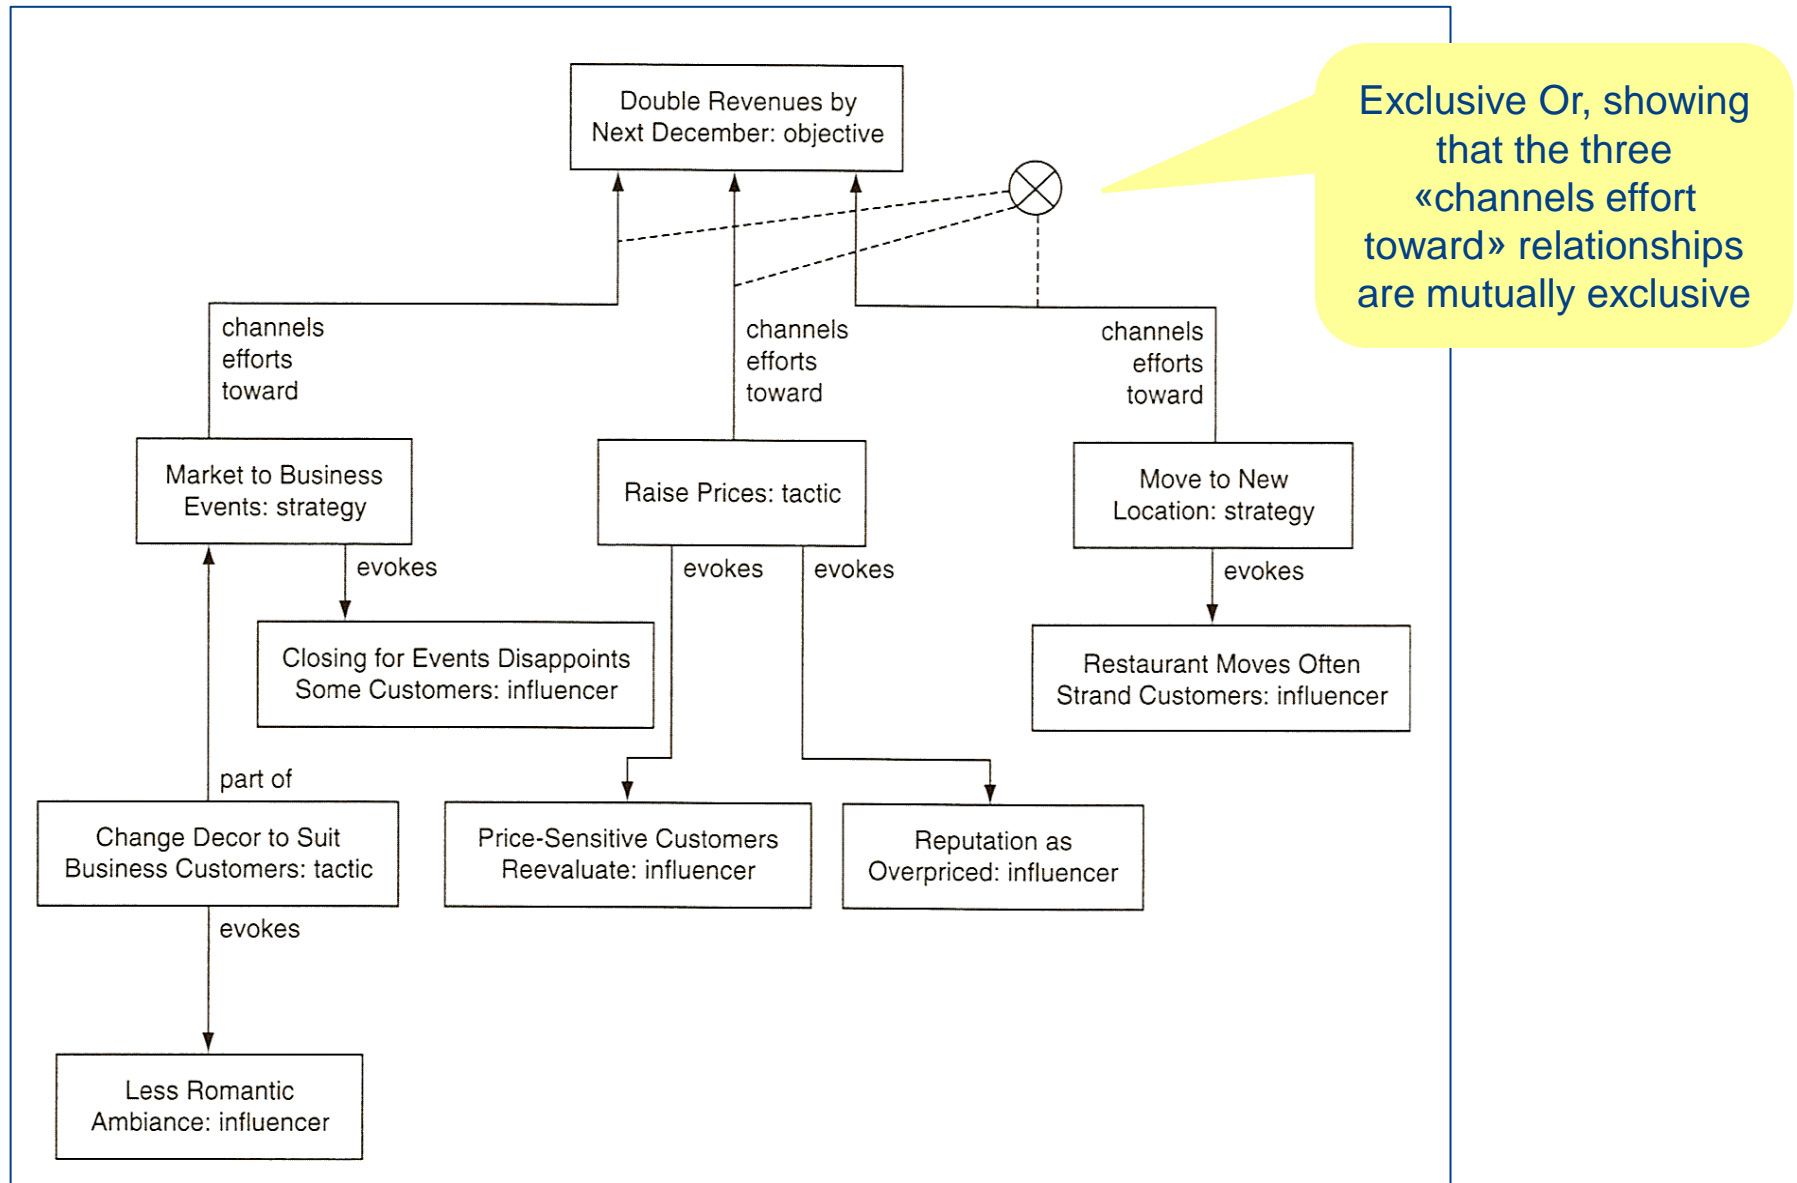 Double Revenues by
Next December: objective
Exclusive Or, showing
that the three
«channels effort
toward» relationships
are mutually exclusive
channels
efforts
toward
channels
efforts
toward
channels
efforts
toward
Market to Business
Events: strategy
Raise Prices: tactic
Move to New
Location: strategy
evokes
evokes
evokes
evokes
Closing for Events Disappoints
Some Customers: influencer
Restaurant Moves Often
Strand Customers: influencer
part of
Change Decor to Suit
Business Customers: tactic
Price-Sensitive Customers
Reevaluate: influencer
Reputation as
Overpriced: influencer
evokes
Less Romantic
Ambiance: influencer